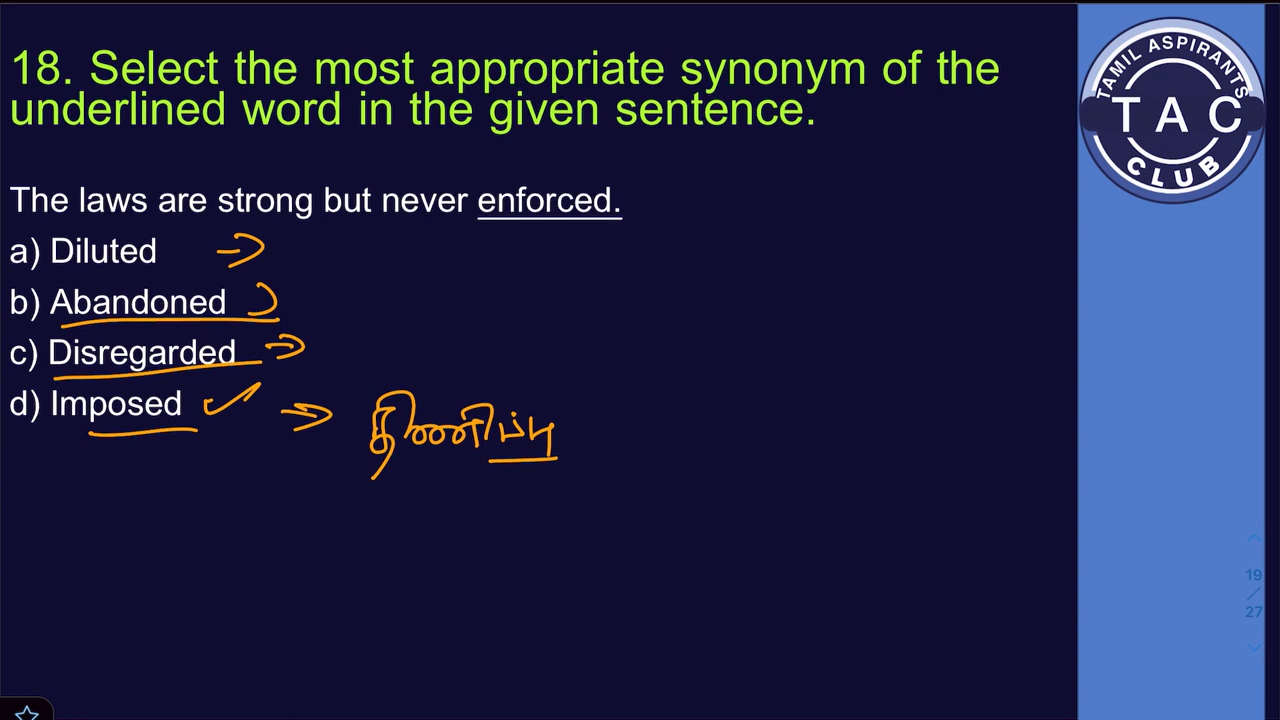 18. Select the most appropriate synonym of the
underlined word in the given sentence.
The laws are strong but never enforced.
a) Diluted
b) Abandoned
c) Disregarded
d) Imposed
திணிப்பு
TAMIL ASPIRANTS
TAC
CLUB
19
/
27